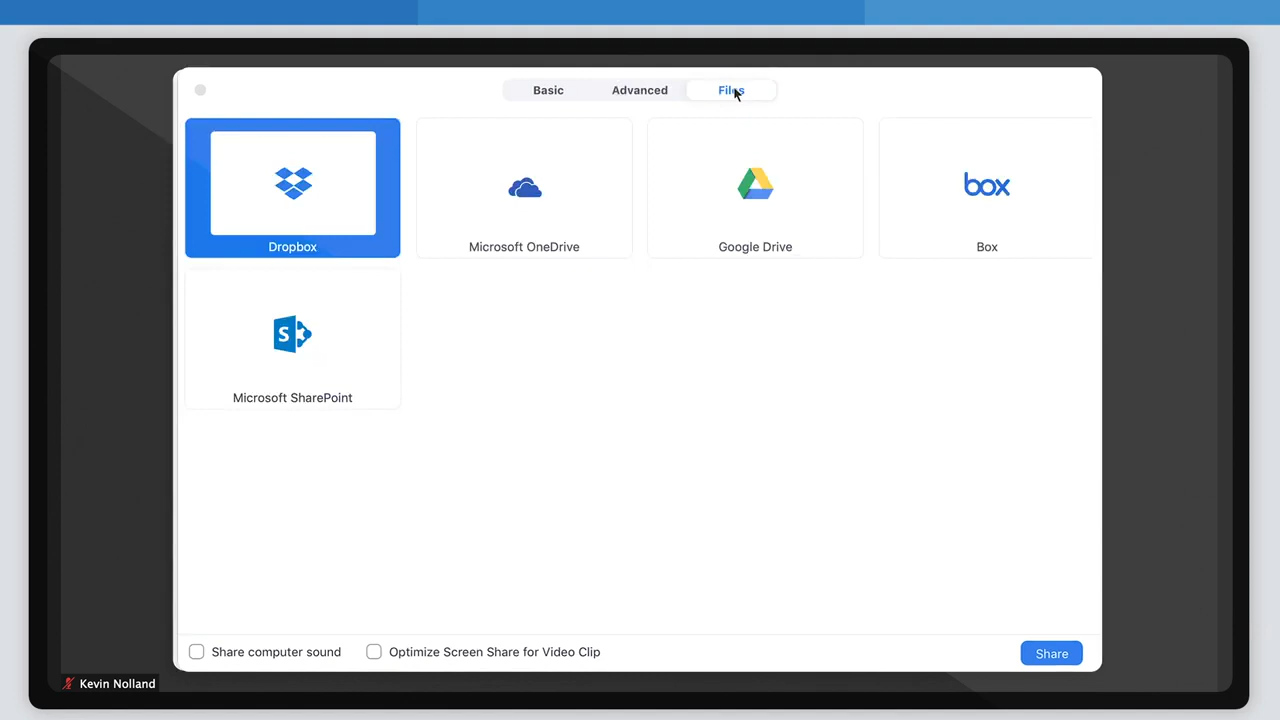 Basic Advanced Files
box
Dropbox Microsoft OneDrive Google Drive Box
S
Microsoft SharePoint
Share computer sound Optimize Screen Share for Video Clip Share
Kevin Nolland